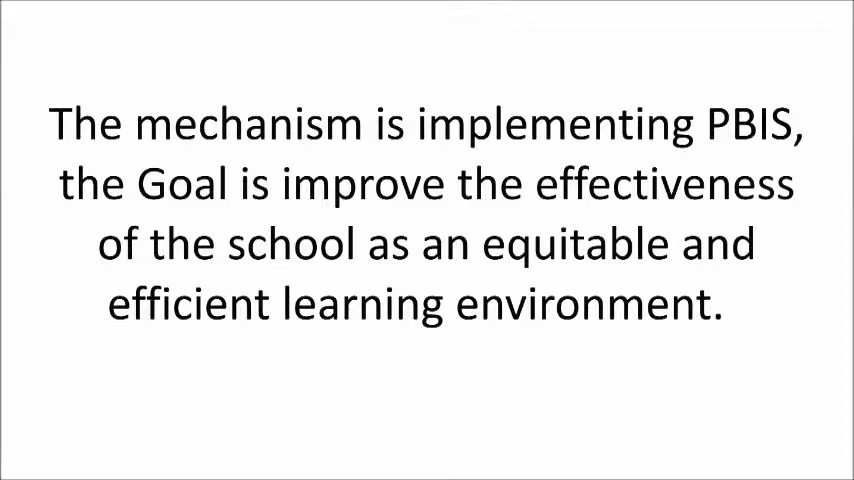 The mechanism is implementing PBIS,
the Goal is improve the effectiveness
of the school as an equitable and
efficient learning environment.